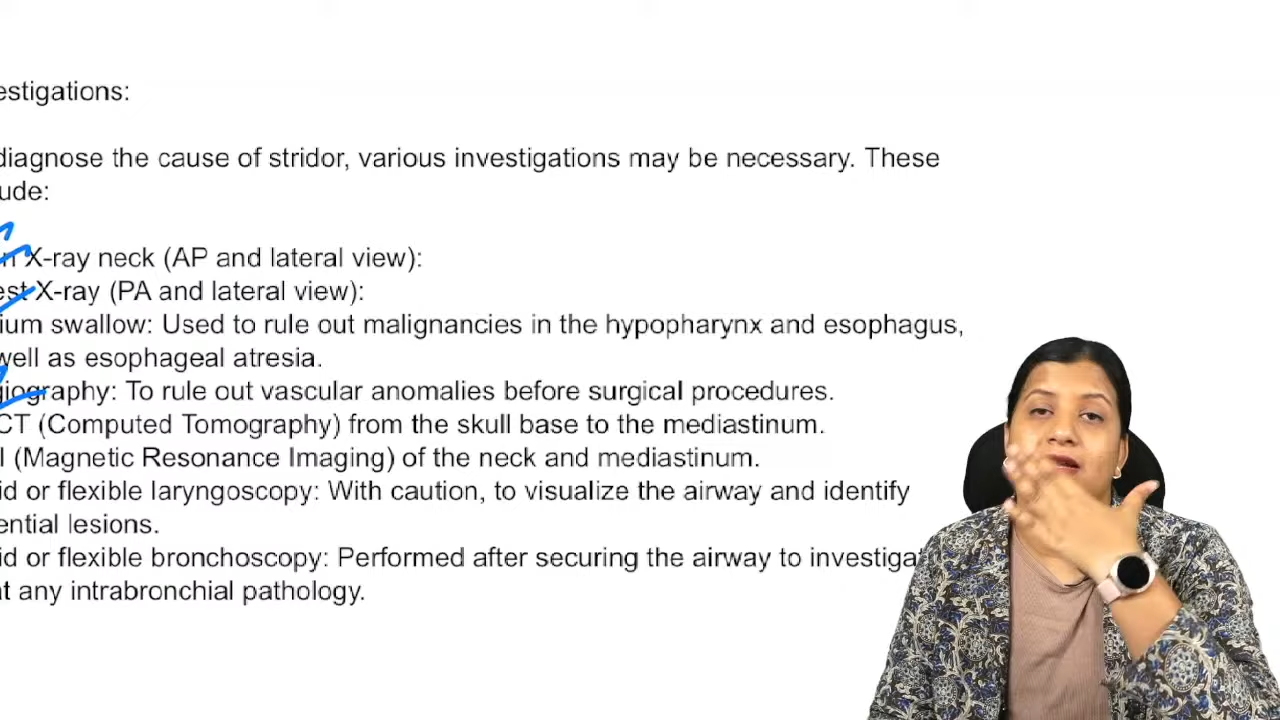 estigations:
diagnose the cause of stridor, various investigations may be necessary. These
ude:
n X-ray neck (AP and lateral view):
est X-ray (PA and lateral view):
ium swallow: Used to rule out malignancies in the hypopharynx and esophagus,
well as esophageal atresia.
giography: To rule out vascular anomalies before surgical procedures.
CT (Computed Tomography) from the skull base to the mediastinum.
I (Magnetic Resonance Imaging) of the neck and mediastinum.
id or flexible laryngoscopy: With caution, to visualize the airway and identify
ential lesions.
id or flexible bronchoscopy: Performed after securing the airway to investigat
t any intrabronchial pathology.